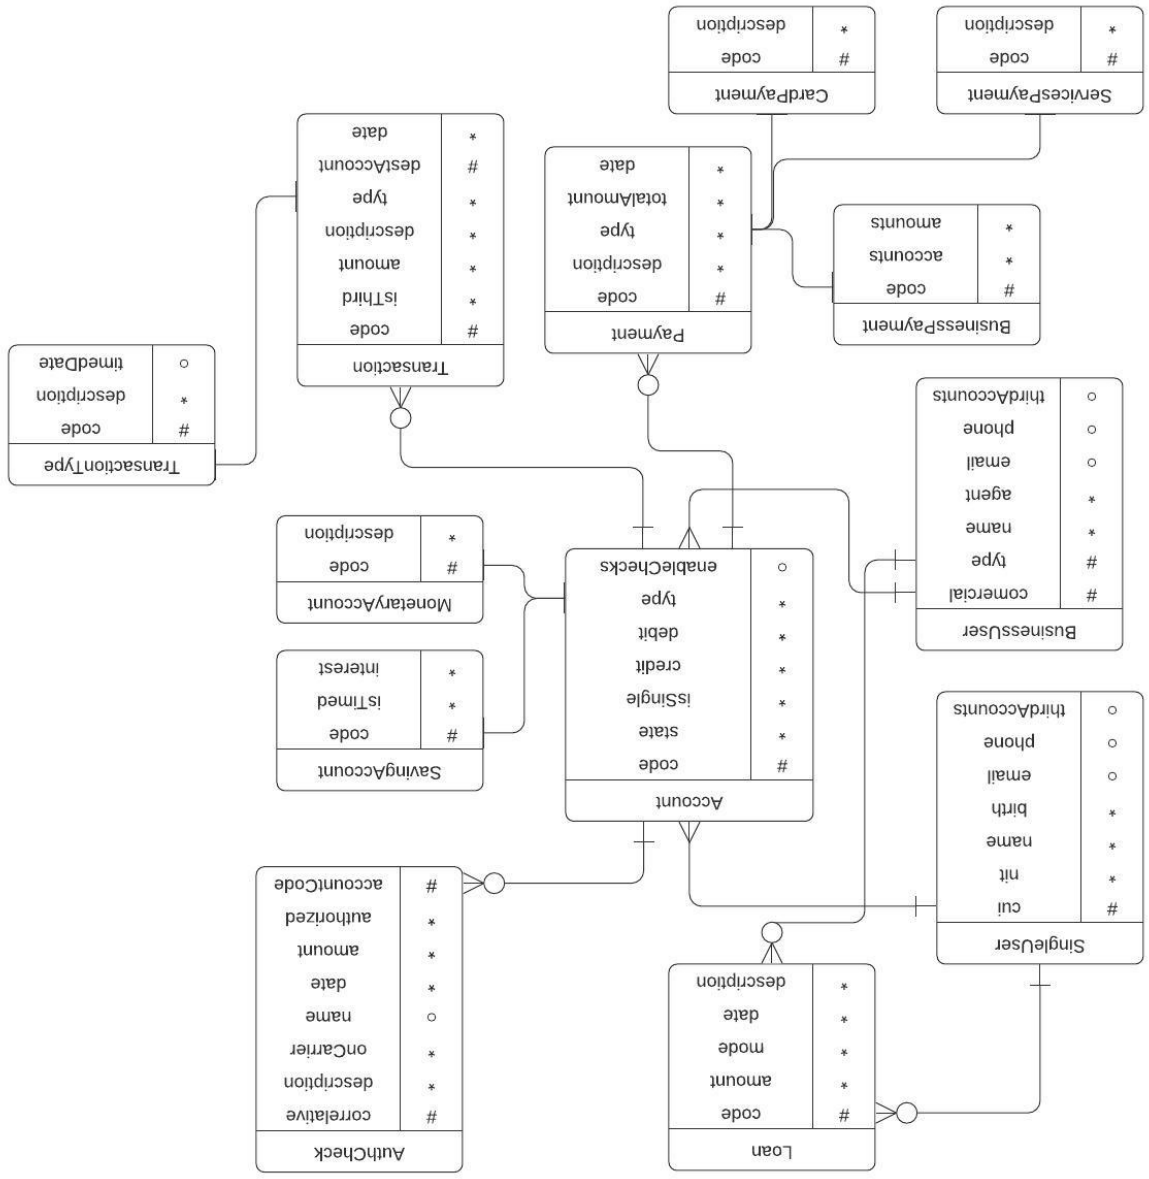 Loan
# code
* amount
* mode
* date
* description
AuthCheck
# correlative
* description
* onCarrier
o name
* date
* amount
* authorized
# accountCode
SingleUser
# cui
* nit
* name
* birth
o email
o phone
o thirdAccounts
Account
# code
* state
* isSingle
* credit
* debit
* type
o enableChecks
SavingAccount
# code
* isTimed
* interest
BusinessUser
# comercial
# type
* name
* agent
o email
o phone
o thirdAccounts
MonetaryAccount
# code
* description
TransactionType
# code
* description
o timedDate
BusinessPayment
# code
* accounts
* amounts
Payment
# code
* description
* type
* totalAmount
* date
Transaction
# code
* isThird
* amount
* description
* type
# destAccount
* date
ServicesPayment
# code
* description
CardPayment
# code
* description